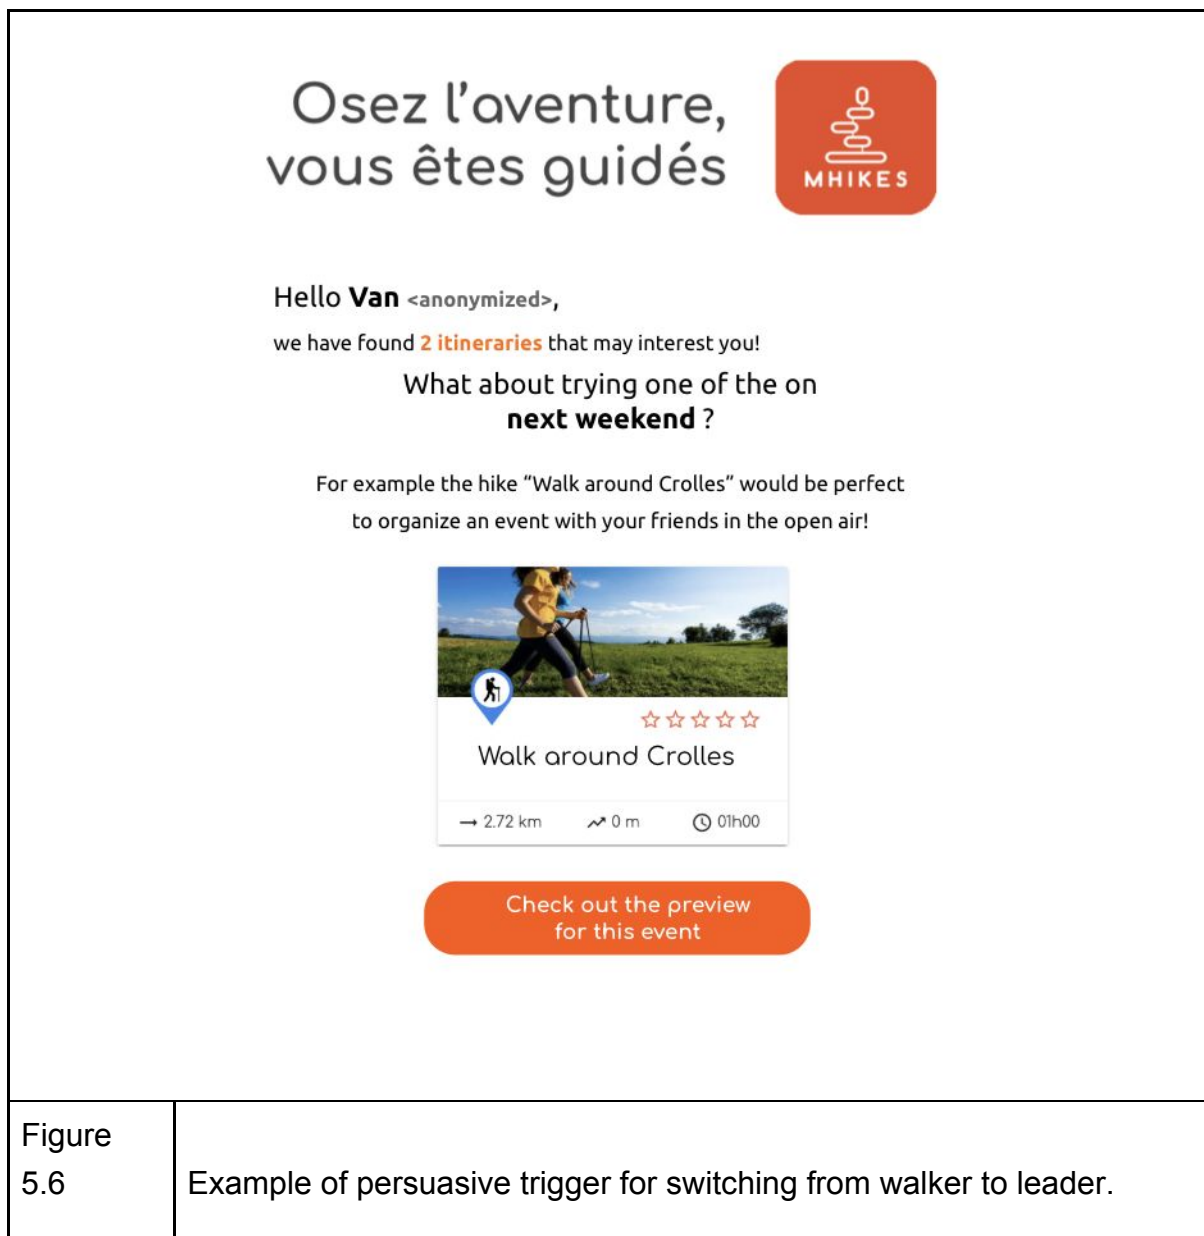 Osez l'aventure,
vous êtes guidés
MHIKES
Hello Van <anonymized>,
we have found 2 itineraries that may interest you!
What about trying one of the on
next weekend ?
For example the hike “Walk around Crolles” would be perfect
to organize an event with your friends in the open air!
Walk around Crolles
2.72 km 0 m 01h00
Check out the preview
for this event
Figure
5.6
Example of persuasive trigger for switching from walker to leader.